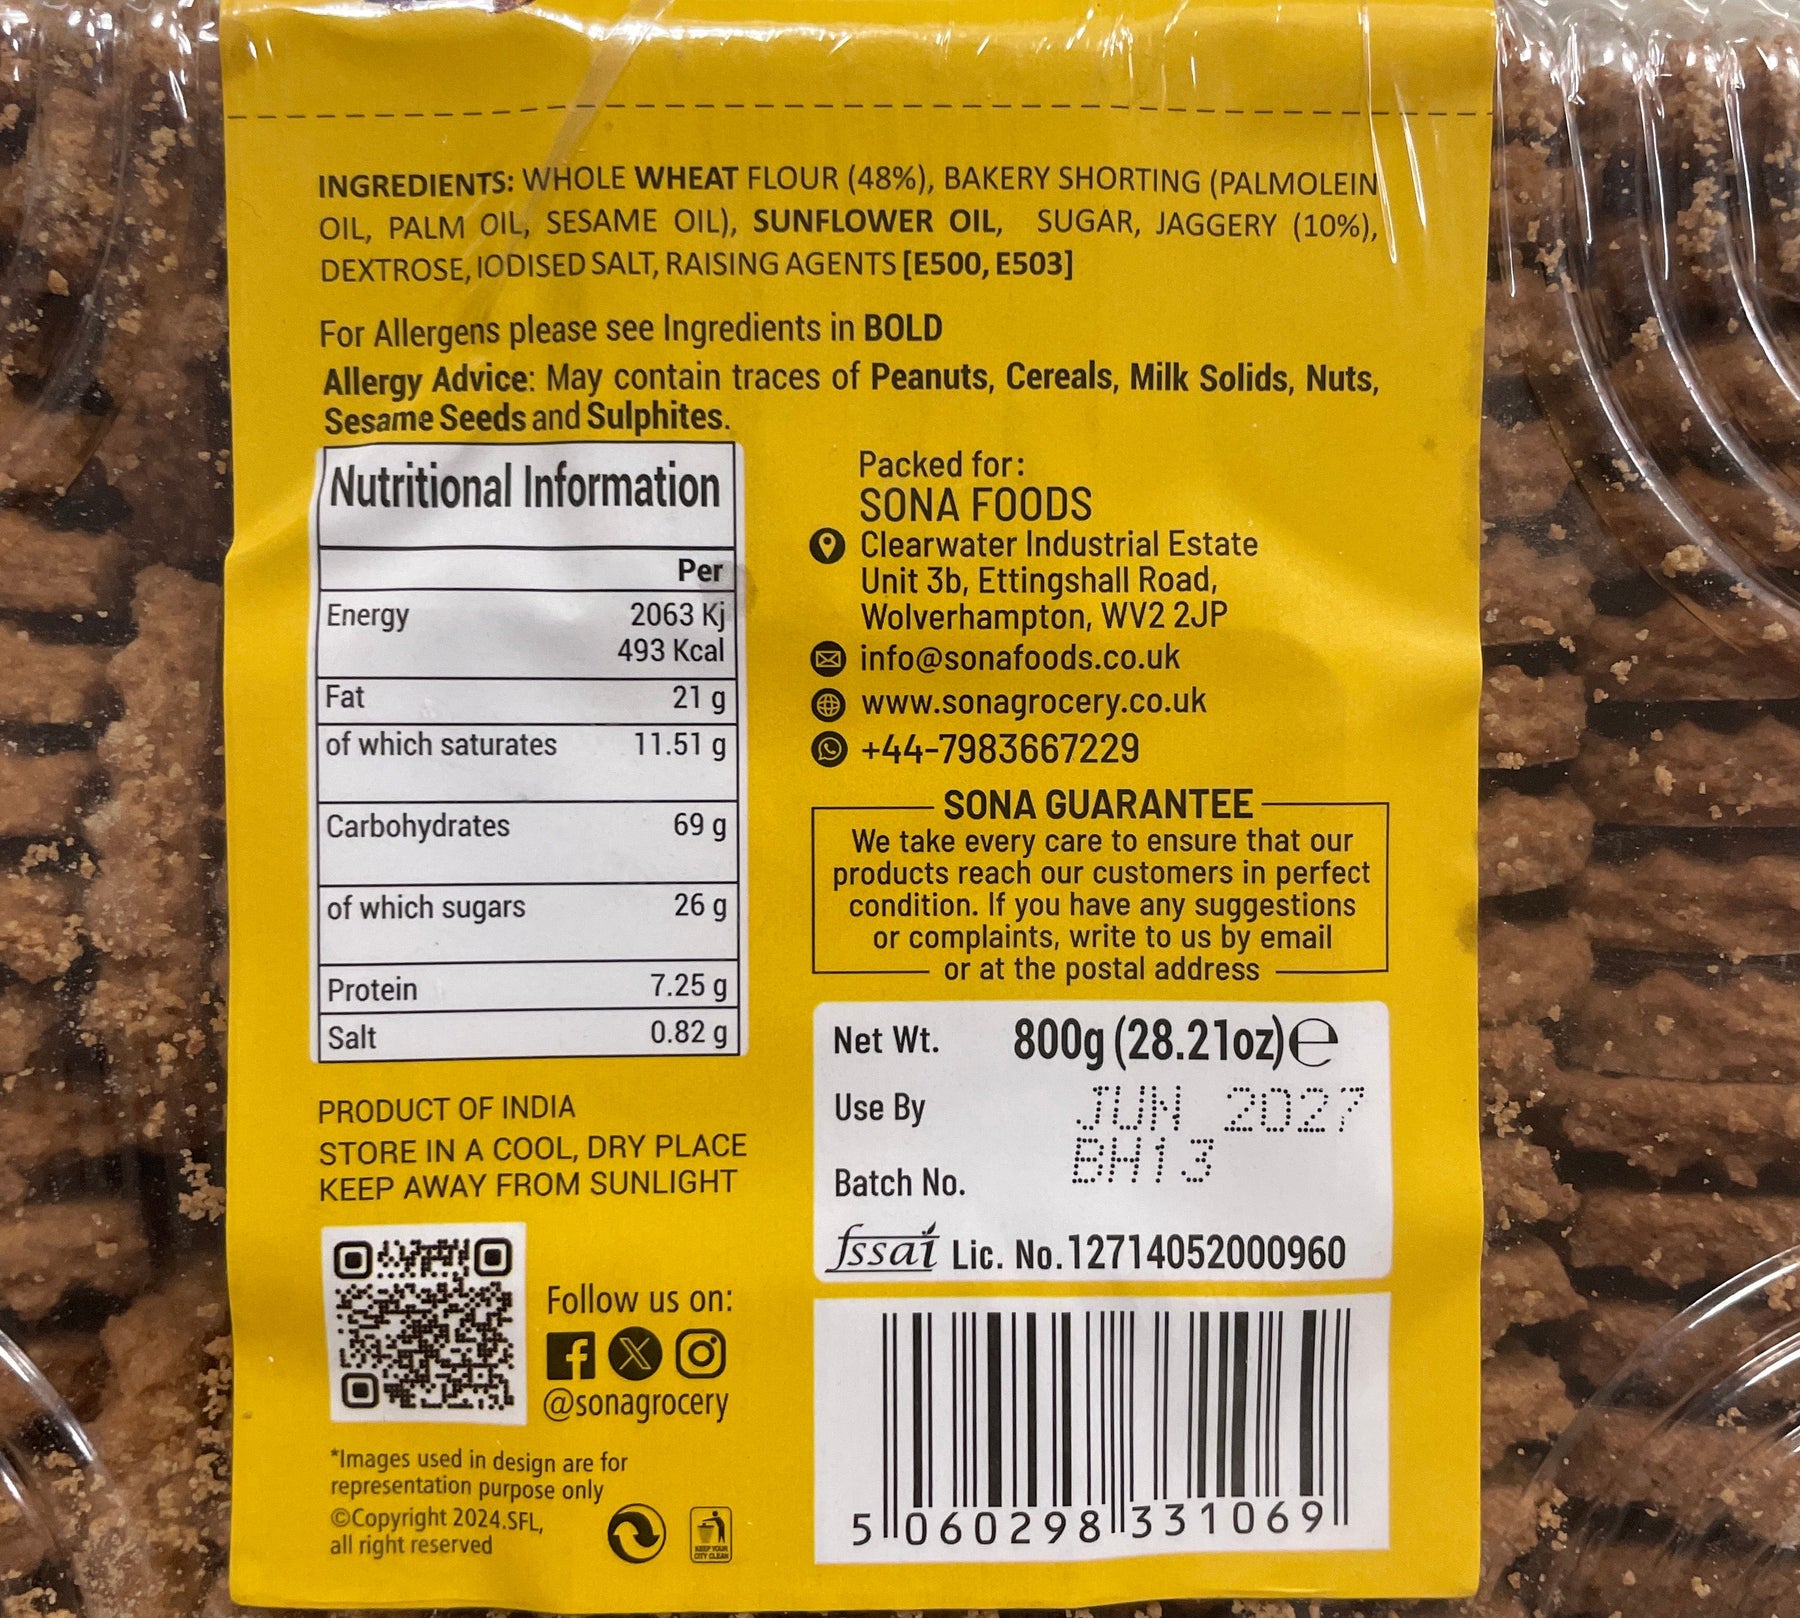 INGREDIENTS: WHOLE WHEAT FLOUR (48%), BAKERY SHORTING (PALMOLEIN
OIL, PALM OIL, SESAME OIL), SUNFLOWER OIL, SUGAR, JAGGERY (10%),
DEXTROSE, IODISED SALT, RAISING AGENTS [E500, E503]
For Allergens please see Ingredients in BOLD
Allergy Advice: May contain traces of Peanuts, Cereals, Milk Solids, Nuts,
Sesame Seeds and Sulphites.
Nutritional Information
Per
Energy 2063 Kj
493 Kcal
Fat 21 g
of which saturates 11.51 g
Carbohydrates 69 g
of which sugars 26 g
Protein 7.25 g
Salt 0.82 g
PRODUCT OF INDIA
STORE IN A COOL, DRY PLACE
KEEP AWAY FROM SUNLIGHT
Follow us on:
@sonagrocery
*Images used in design are for
representation purpose only
©Copyright 2024.SFL,
all right reserved
KEEP YOUR
CITY CLEAN
Packed for:
SONA FOODS
Clearwater Industrial Estate
Unit 3b, Ettingshall Road,
Wolverhampton, WV2 2JP
info@sonafoods.co.uk
www.sonagrocery.co.uk
+44-7983667229
SONA GUARANTEE
We take every care to ensure that our
products reach our customers in perfect
condition. If you have any suggestions
or complaints, write to us by email
or at the postal address
Net Wt. 800g (28.21oz)e
Use By JUN 2027
BH13
Batch No.
fssai Lic. No. 12714052000960
5 060298 331069